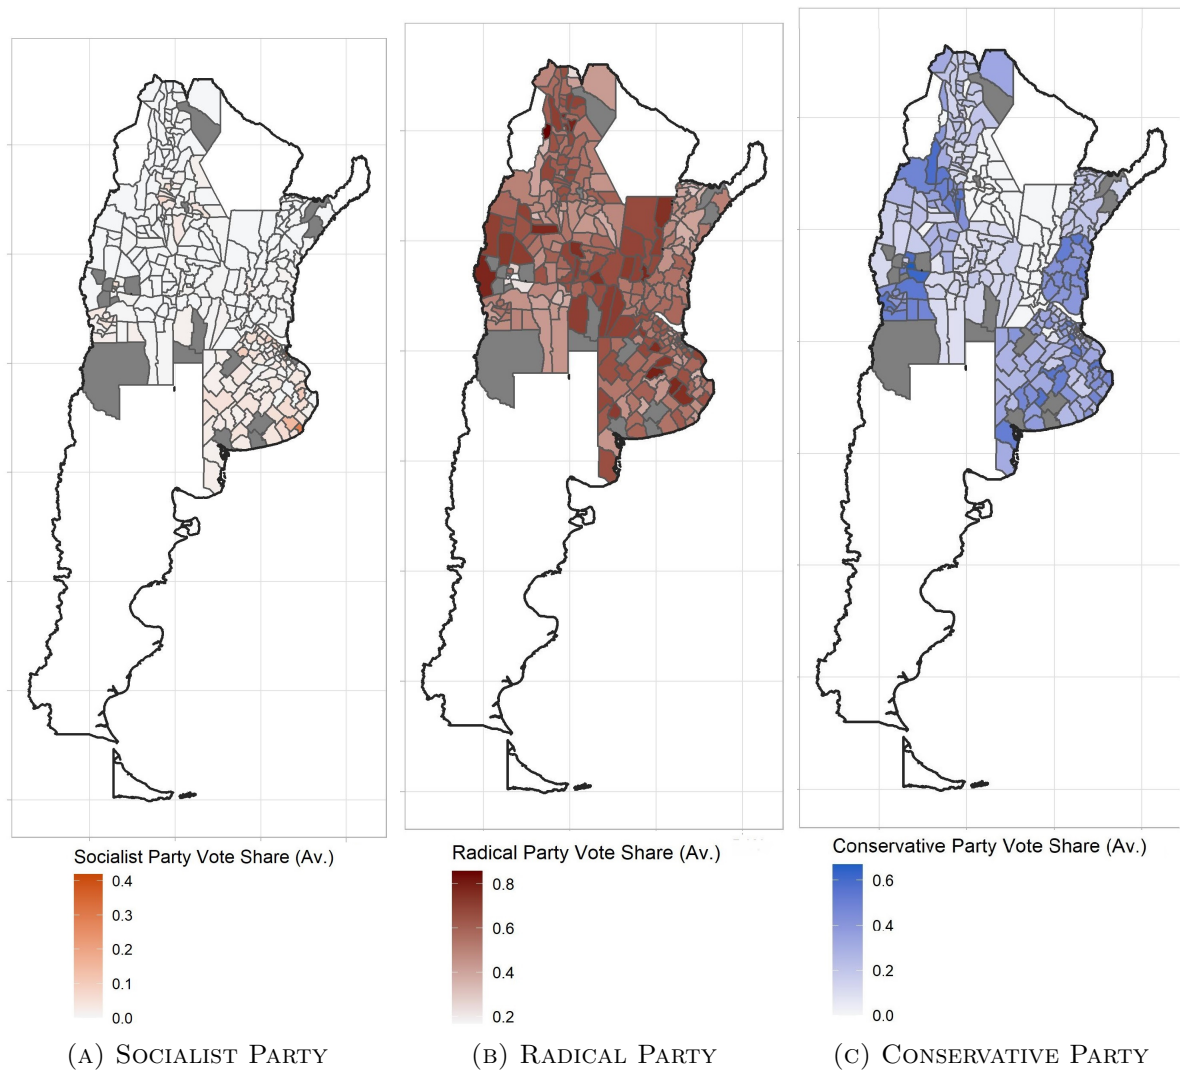 Socialist Party Vote Share (Av.)
0.4
0.3
0.2
0.1
0.0
(A) SOCIALIST PARTY
Radical Party Vote Share (Av.)
0.8
0.6
0.4
0.2
(B) RADICAL PARTY
Conservative Party Vote Share (Av.)
0.6
0.4
0.2
0.0
(C) CONSERVATIVE PARTY